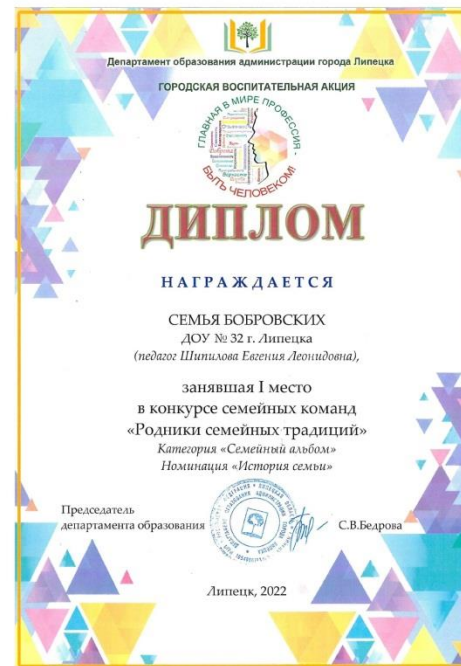 Департамент образования администрации города Липецка
ГОРОДСКАЯ ВОСПИТАТЕЛЬНАЯ АКЦИЯ
ГЛАВНАЯ В МИРЕ ПРОФЕССИЯ -
БЫТЬ ЧЕЛОВЕКОМ!
ДИПЛОМ
НАГРАЖДАЕТСЯ
СЕМЬЯ БОБРОВСКИХ
ДОУ № 32 г. Липецка
(педагог Шипилова Евгения Леонидовна),
занявшая I место
в конкурсе семейных команд
«Родники семейных традиций»
Категория «Семейный альбом»
Номинация «История семьи»
Председатель
департамента образования
С.В.Бедрова
Липецк, 2022